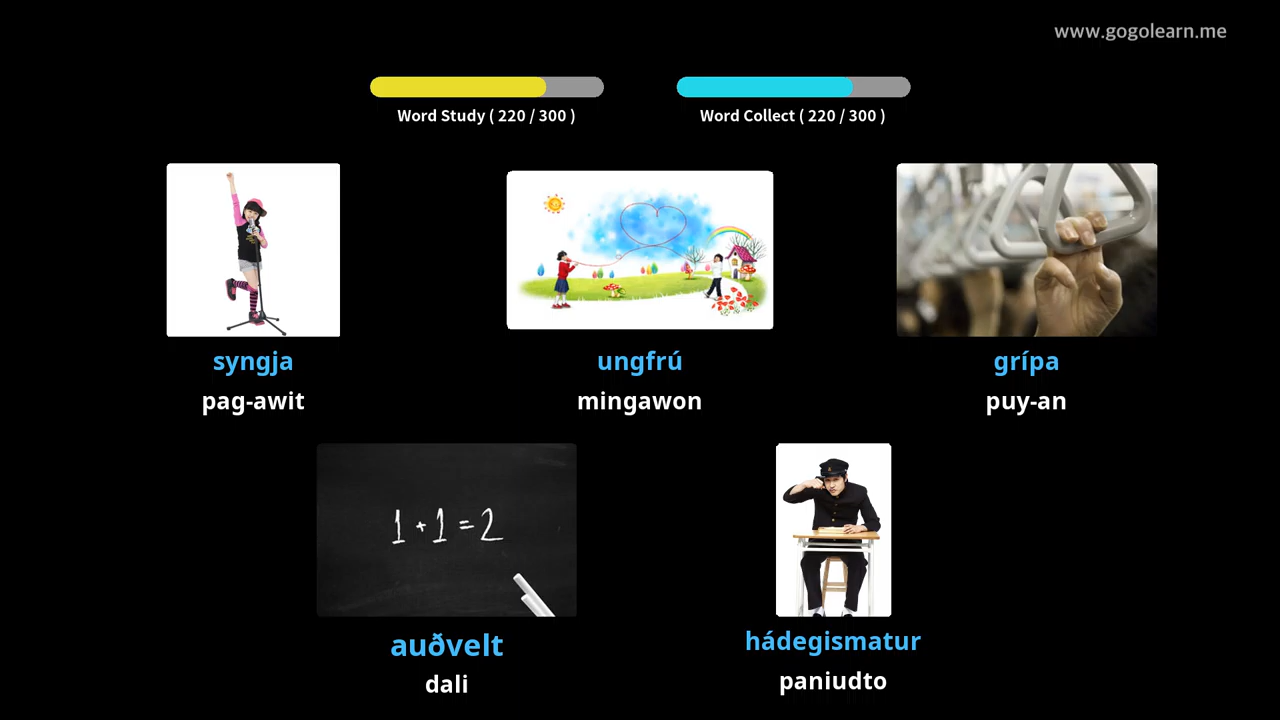 www.gogolearn.me
Word Study ( 220 / 300 )
Word Collect ( 220 / 300 )
syngja
pag-awit
ungfrú
mingawon
grípa
puy-an
1 + 1 = 2
auðvelt
dali
hádegismatur
paniudto